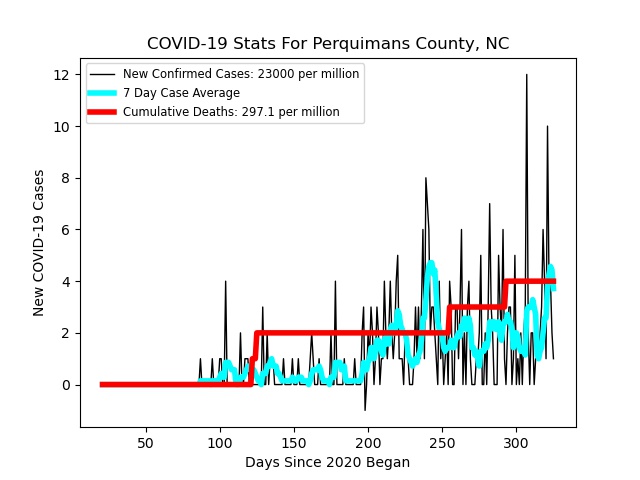 COVID-19 Stats For Perquimans County, NC
New Confirmed Cases: 23000 per million
7 Day Case Average
Cumulative Deaths: 297.1 per million
New COVID-19 Cases
12
10
8
6
4
2
0
50 100 150 200 250 300
Days Since 2020 Began